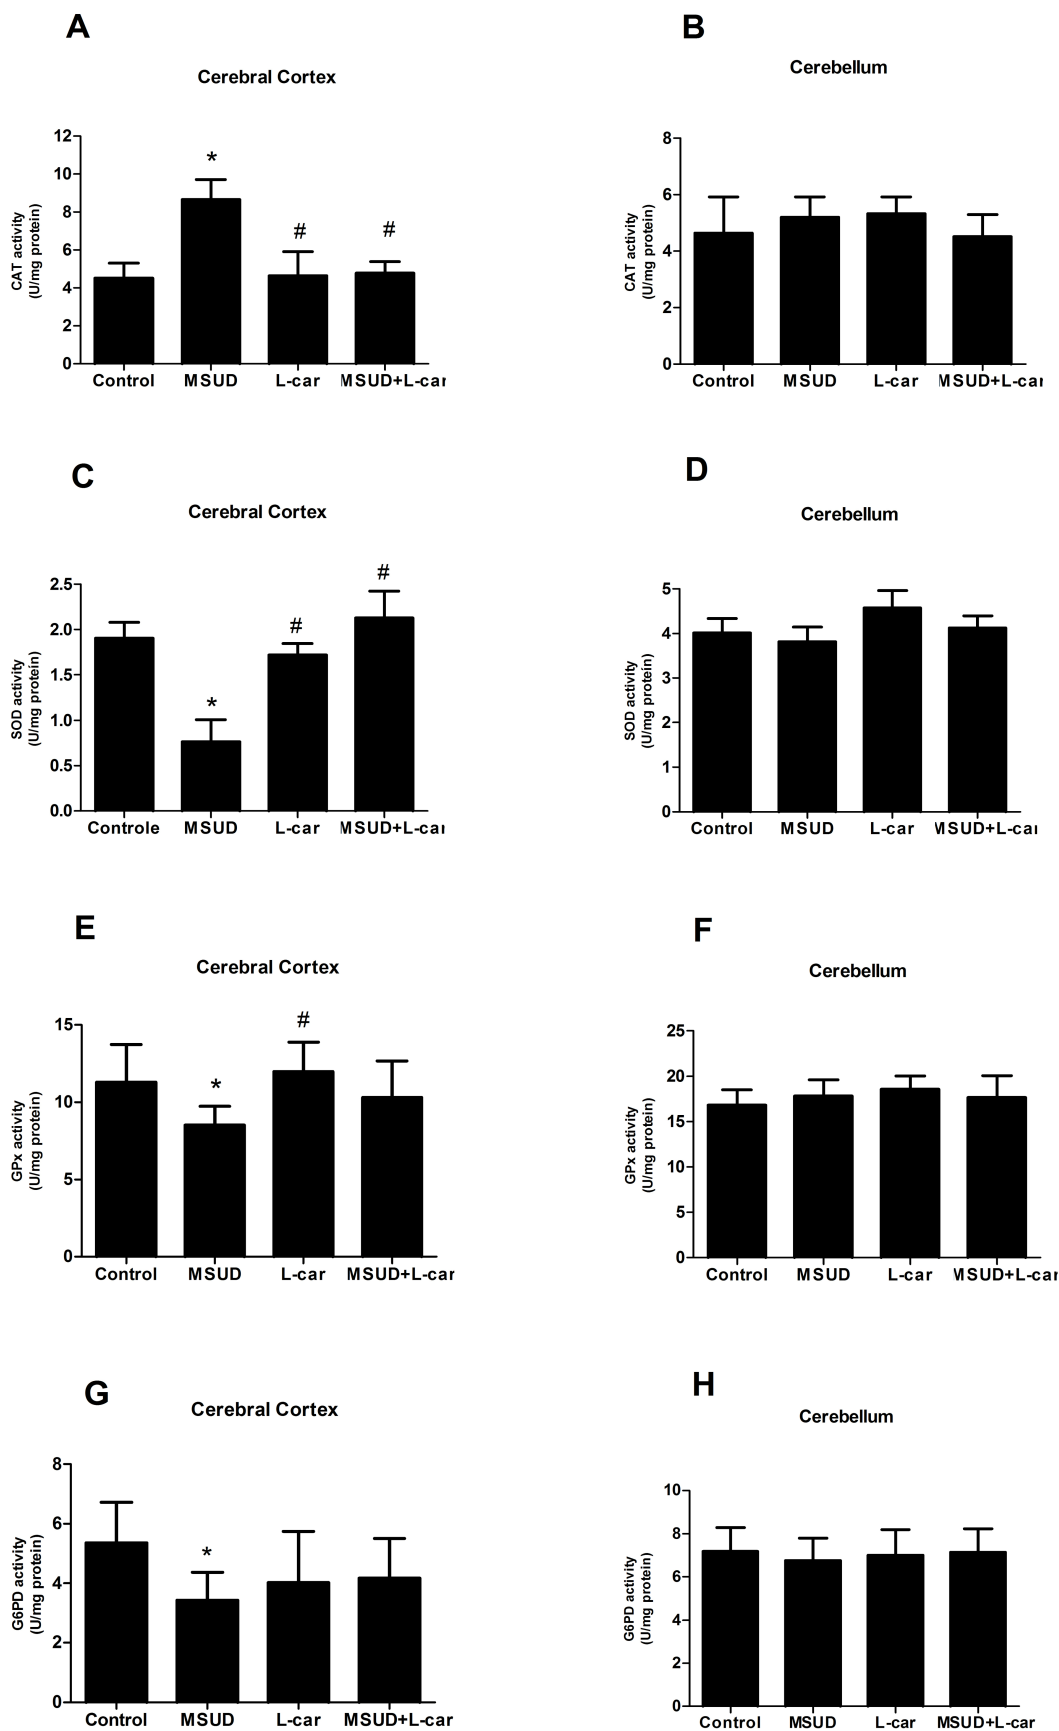 A
Cerebral Cortex
CAT activity
(U/mg protein)
12
10
8
6
4
2
0
*
#
#
Control MSUD L-car MSUD+L-car
B
Cerebellum
CAT activity
(U/mg protein)
8
6
4
2
0
Control MSUD L-car MSUD+L-car
C
Cerebral Cortex
SOD activity
(U/mg protein)
2.5
2.0
1.5
1.0
0.5
0.0
*
#
#
Controle MSUD L-car MSUD+L-car
D
Cerebellum
SOD activity
(U/mg protein)
5
4
3
2
1
0
Control MSUD L-car MSUD+L-car
E
Cerebral Cortex
GPx activity
(U/mg protein)
15
10
5
0
*
#
Control MSUD L-car MSUD+L-car
F
Cerebellum
GPx activity
(U/mg protein)
25
20
15
10
5
0
Control MSUD L-car MSUD+L-car
G
Cerebral Cortex
G6PD activity
(U/mg protein)
8
6
4
2
0
*
Control MSUD L-car MSUD+L-car
H
Cerebellum
G6PD activity
(U/mg protein)
10
8
6
4
2
0
Control MSUD L-car MSUD+L-car